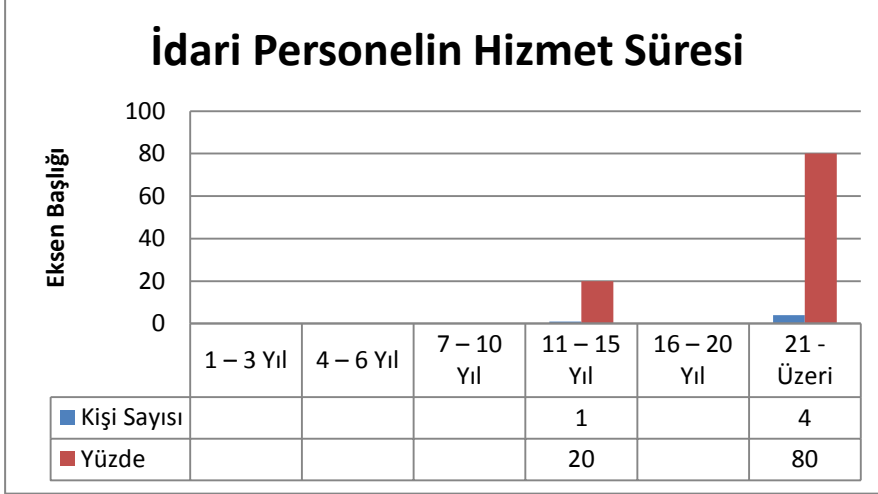 İdari Personelin Hizmet Süresi
Eksen Başlığı
100
80
60
40
20
0
1 – 3 Yıl 4 – 6 Yıl 7 – 10 Yıl 11 – 15 Yıl 16 – 20 Yıl 21 - Üzeri
Kişi Sayısı 1 4
Yüzde 20 80